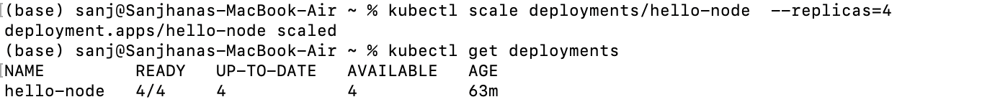 (base) sanj@Sanjhanas-MacBook-Air ~ % kubectl scale deployments/hello-node  --replicas=4
deployment.apps/hello-node scaled
(base) sanj@Sanjhanas-MacBook-Air ~ % kubectl get deployments
NAME         READY   UP-TO-DATE   AVAILABLE   AGE
hello-node   4/4     4            4           63m